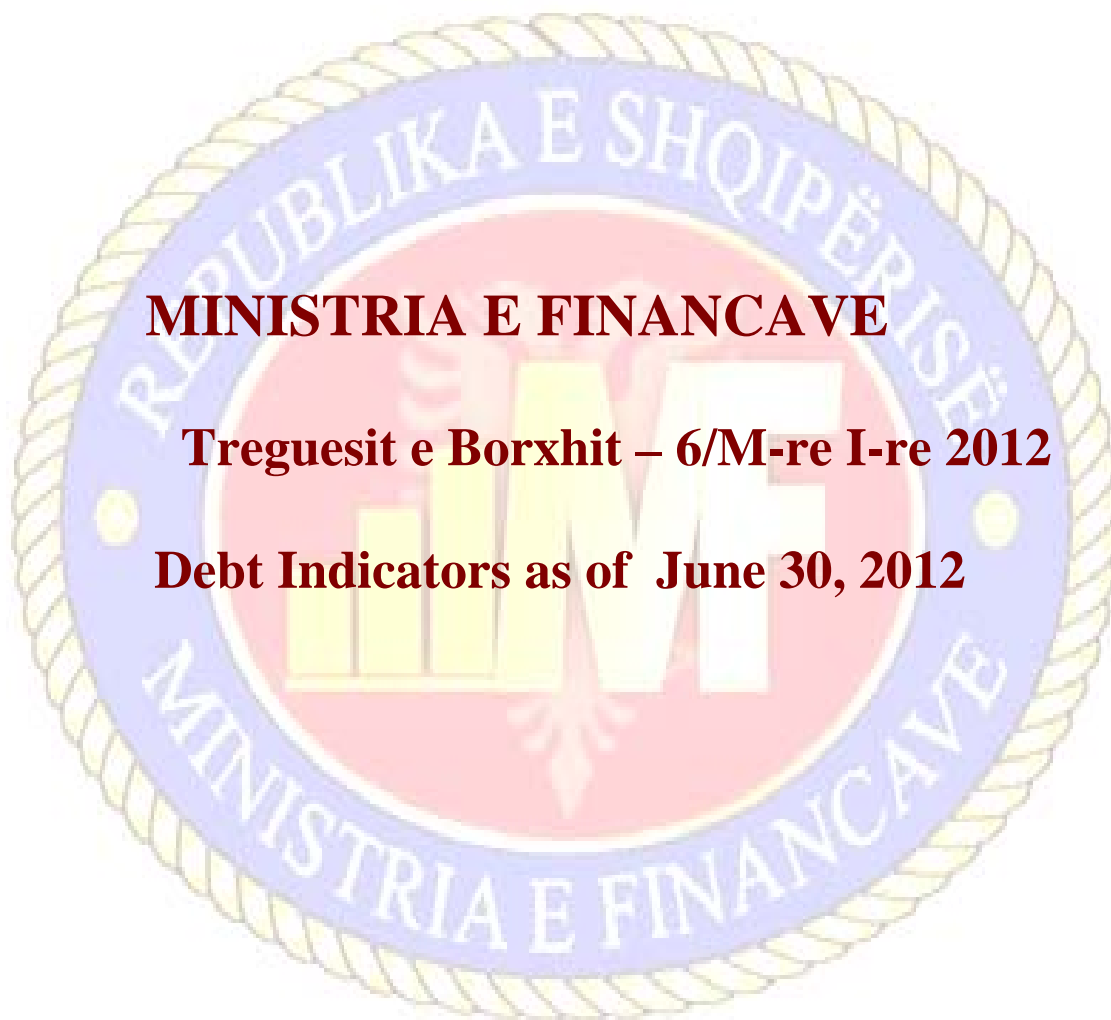 REPUBLIKA E SHQIPËRISË
MINISTRIA E FINANCAVE
Treguesit e Borxhit – 6/M-re I-re 2012
Debt Indicators as of June 30, 2012
MF
MINISTRIA E FINANCAVE